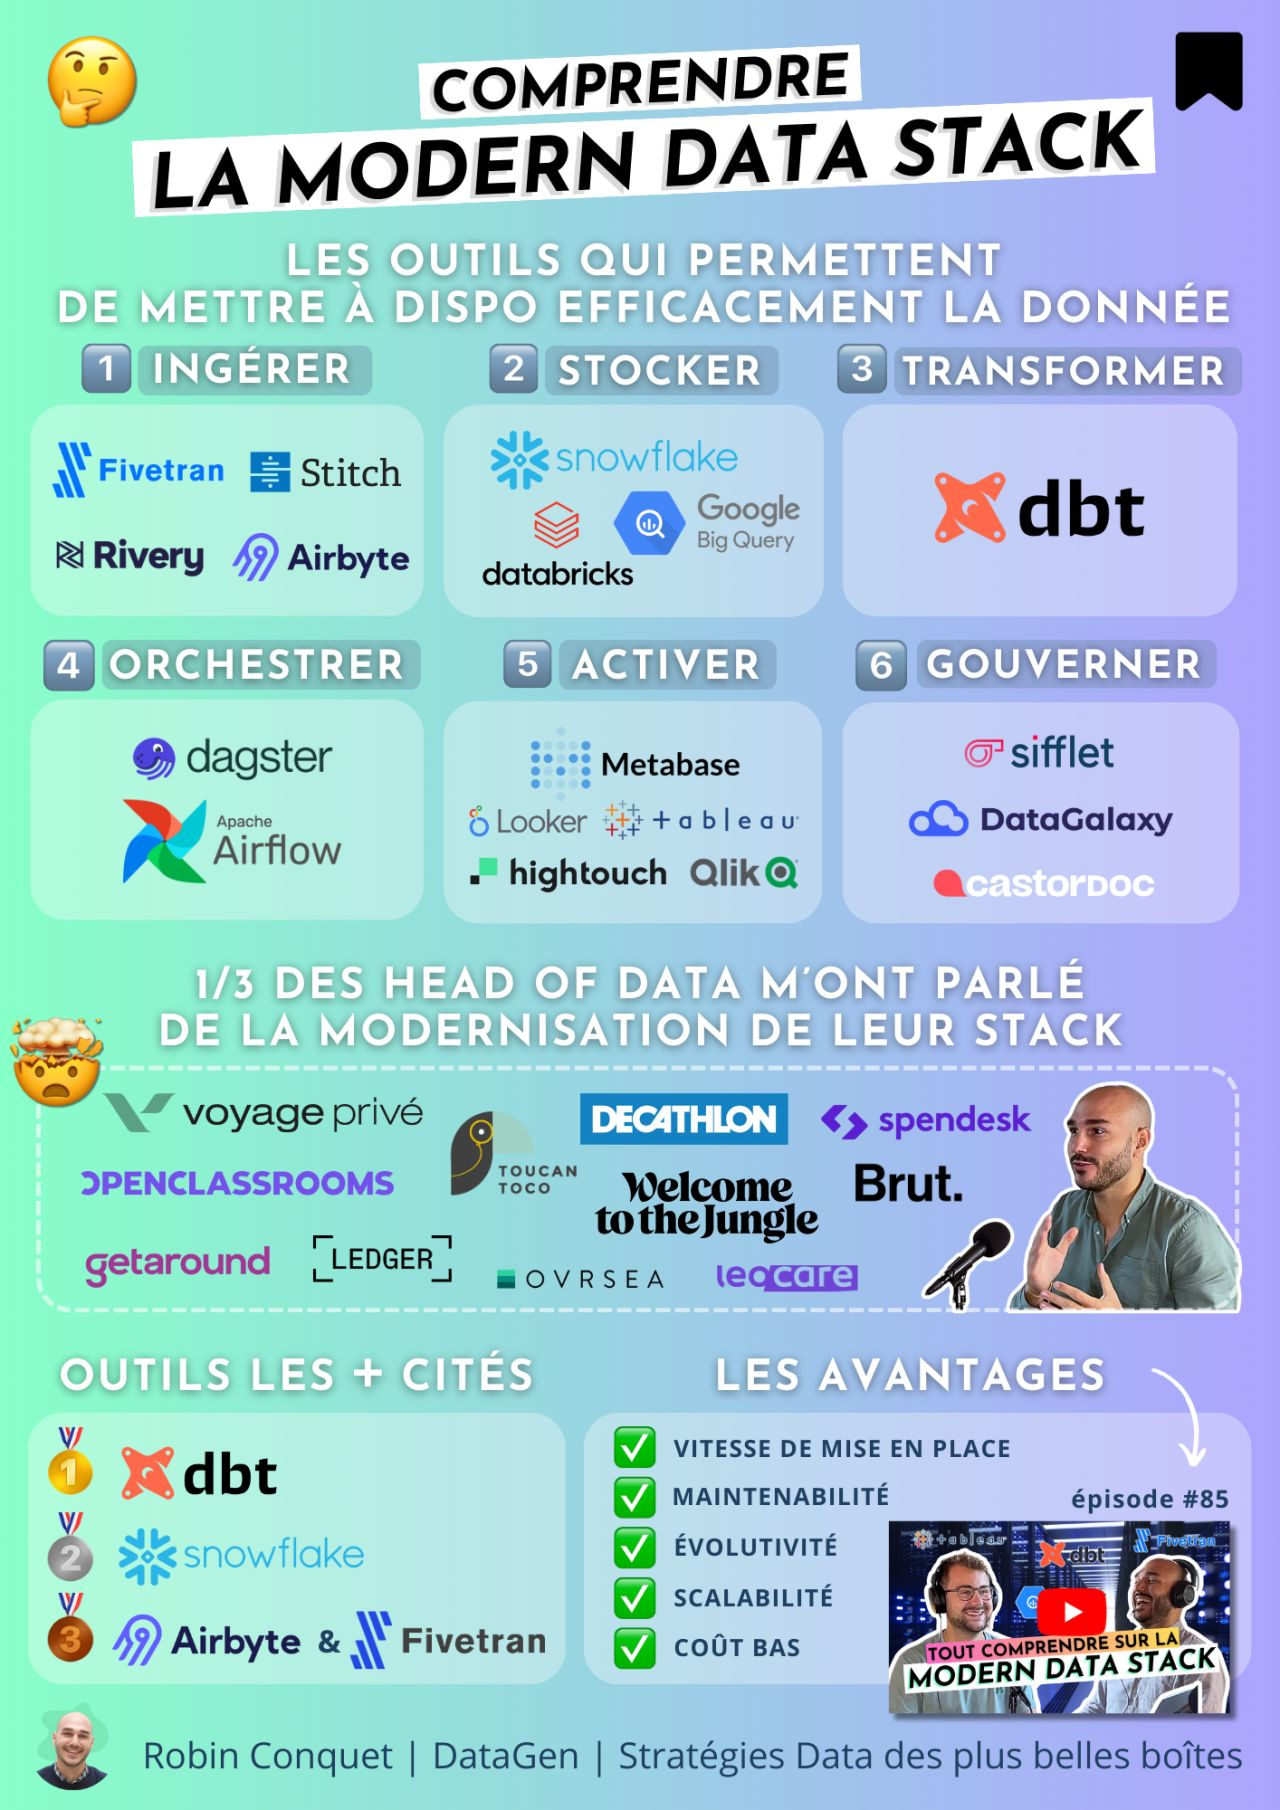 COMPRENDRE
LA MODERN DATA STACK
LES OUTILS QUI PERMETTENT
DE METTRE À DISPO EFFICACEMENT LA DONNÉE
1 INGÉRER
Fivetran
Stitch
Rivery
Airbyte
2 STOCKER
snowflake
Google
Big Query
databricks
3 TRANSFORMER
dbt
4 ORCHESTRER
dagster
Apache
Airflow
5 ACTIVER
Metabase
Looker
+ableau
hightouch
Qlik
6 GOUVERNER
sifflet
DataGalaxy
castorDOC
1/3 DES HEAD OF DATA M'ONT PARLÉ
DE LA MODERNISATION DE LEUR STACK
voyage privé
TOUCAN
TOCO
DECATHLON
spendesk
OPENCLASSROOMS
Welcome
to the Jungle
Brut.
getaround
LEDGER
OVRSEA
leocare
OUTILS LES + CITÉS
1 dbt
2 snowflake
3 Airbyte & Fivetran
LES AVANTAGES
VITESSE DE MISE EN PLACE
MAINTENABILITÉ
ÉVOLUTIVITÉ
SCALABILITÉ
COÛT BAS
épisode #85
+ableau
dbt
Fivetran
TOUT COMPRENDRE SUR LA
MODERN DATA STACK
Robin Conquet | DataGen | Stratégies Data des plus belles boîtes